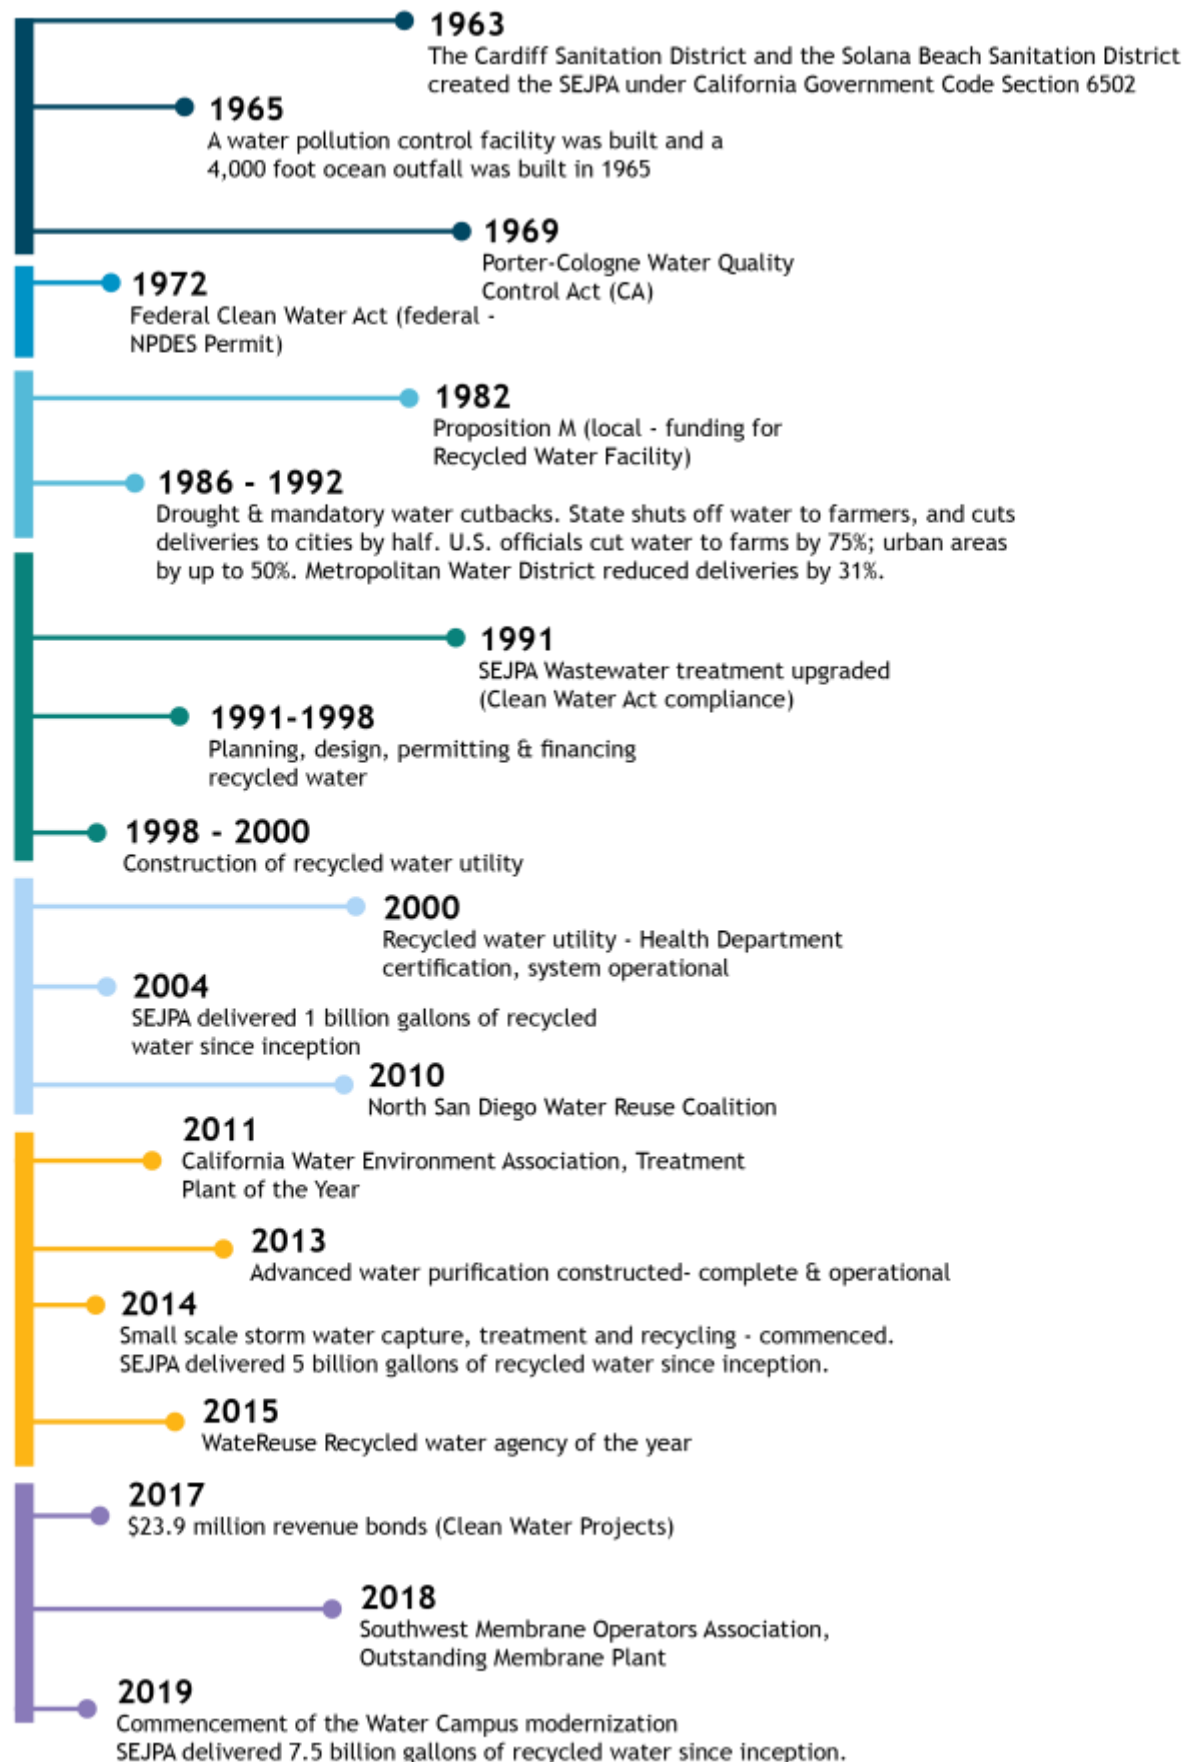 1963
The Cardiff Sanitation District and the Solana Beach Sanitation District
created the SEJPA under California Government Code Section 6502
1965
A water pollution control facility was built and a
4,000 foot ocean outfall was built in 1965
1969
Porter-Cologne Water Quality
Control Act (CA)
1972
Federal Clean Water Act (federal -
NPDES Permit)
1982
Proposition M (local - funding for
Recycled Water Facility)
1986 - 1992
Drought & mandatory water cutbacks. State shuts off water to farmers, and cuts
deliveries to cities by half. U.S. officials cut water to farms by 75%; urban areas
by up to 50%. Metropolitan Water District reduced deliveries by 31%.
1991
SEJPA Wastewater treatment upgraded
(Clean Water Act compliance)
1991-1998
Planning, design, permitting & financing
recycled water
1998 - 2000
Construction of recycled water utility
2000
Recycled water utility - Health Department
certification, system operational
2004
SEJPA delivered 1 billion gallons of recycled
water since inception
2010
North San Diego Water Reuse Coalition
2011
California Water Environment Association, Treatment
Plant of the Year
2013
Advanced water purification constructed- complete & operational
2014
Small scale storm water capture, treatment and recycling - commenced.
SEJPA delivered 5 billion gallons of recycled water since inception.
2015
WateReuse Recycled water agency of the year
2017
$23.9 million revenue bonds (Clean Water Projects)
2018
Southwest Membrane Operators Association,
Outstanding Membrane Plant
2019
Commencement of the Water Campus modernization
SEJPA delivered 7.5 billion gallons of recycled water since inception.